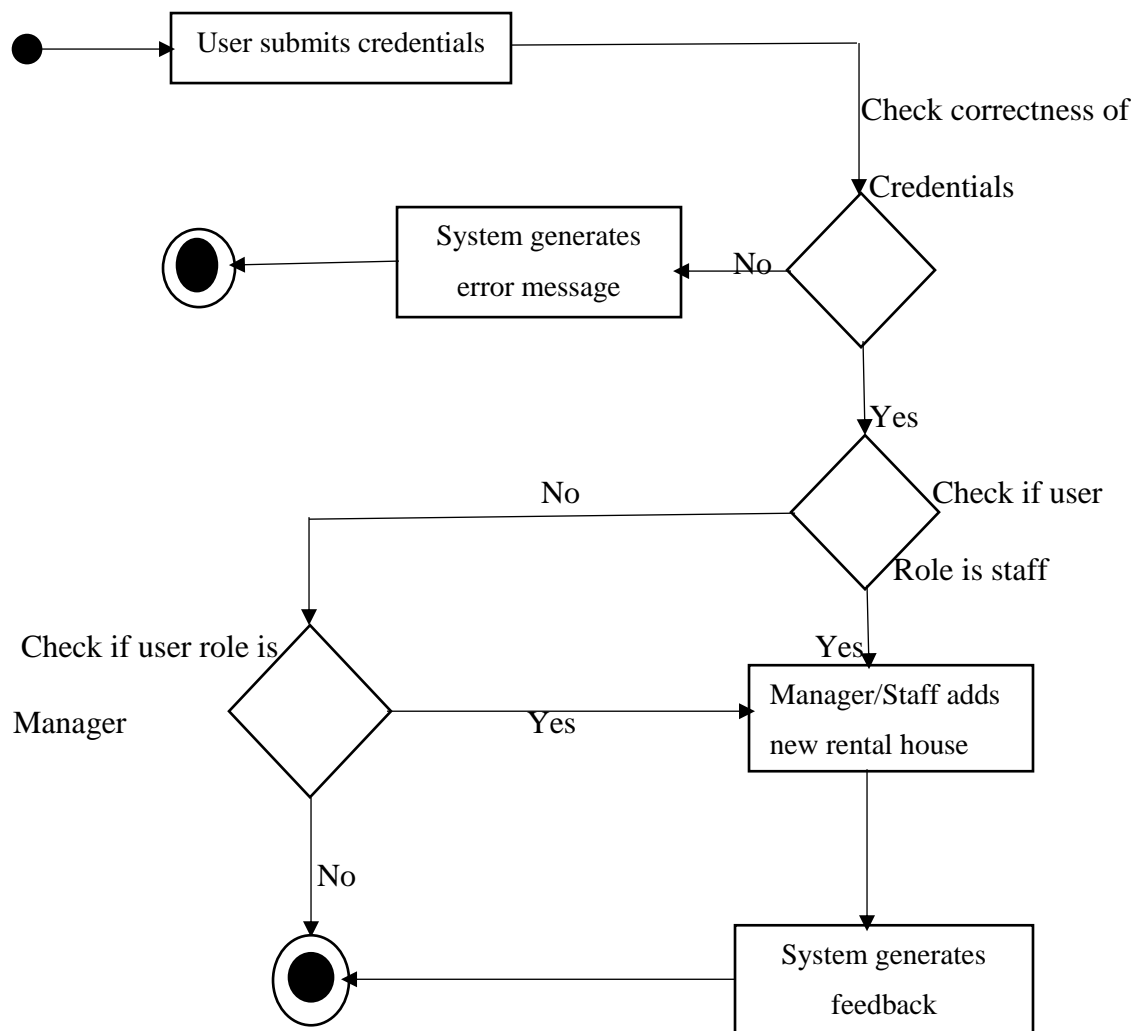 User submits credentials
Check correctness of
Credentials
System generates
error message
No
Yes
No
Check if user
Role is staff
Check if user role is
Manager
Yes
Yes
Manager/Staff adds
new rental house
No
System generates
feedback